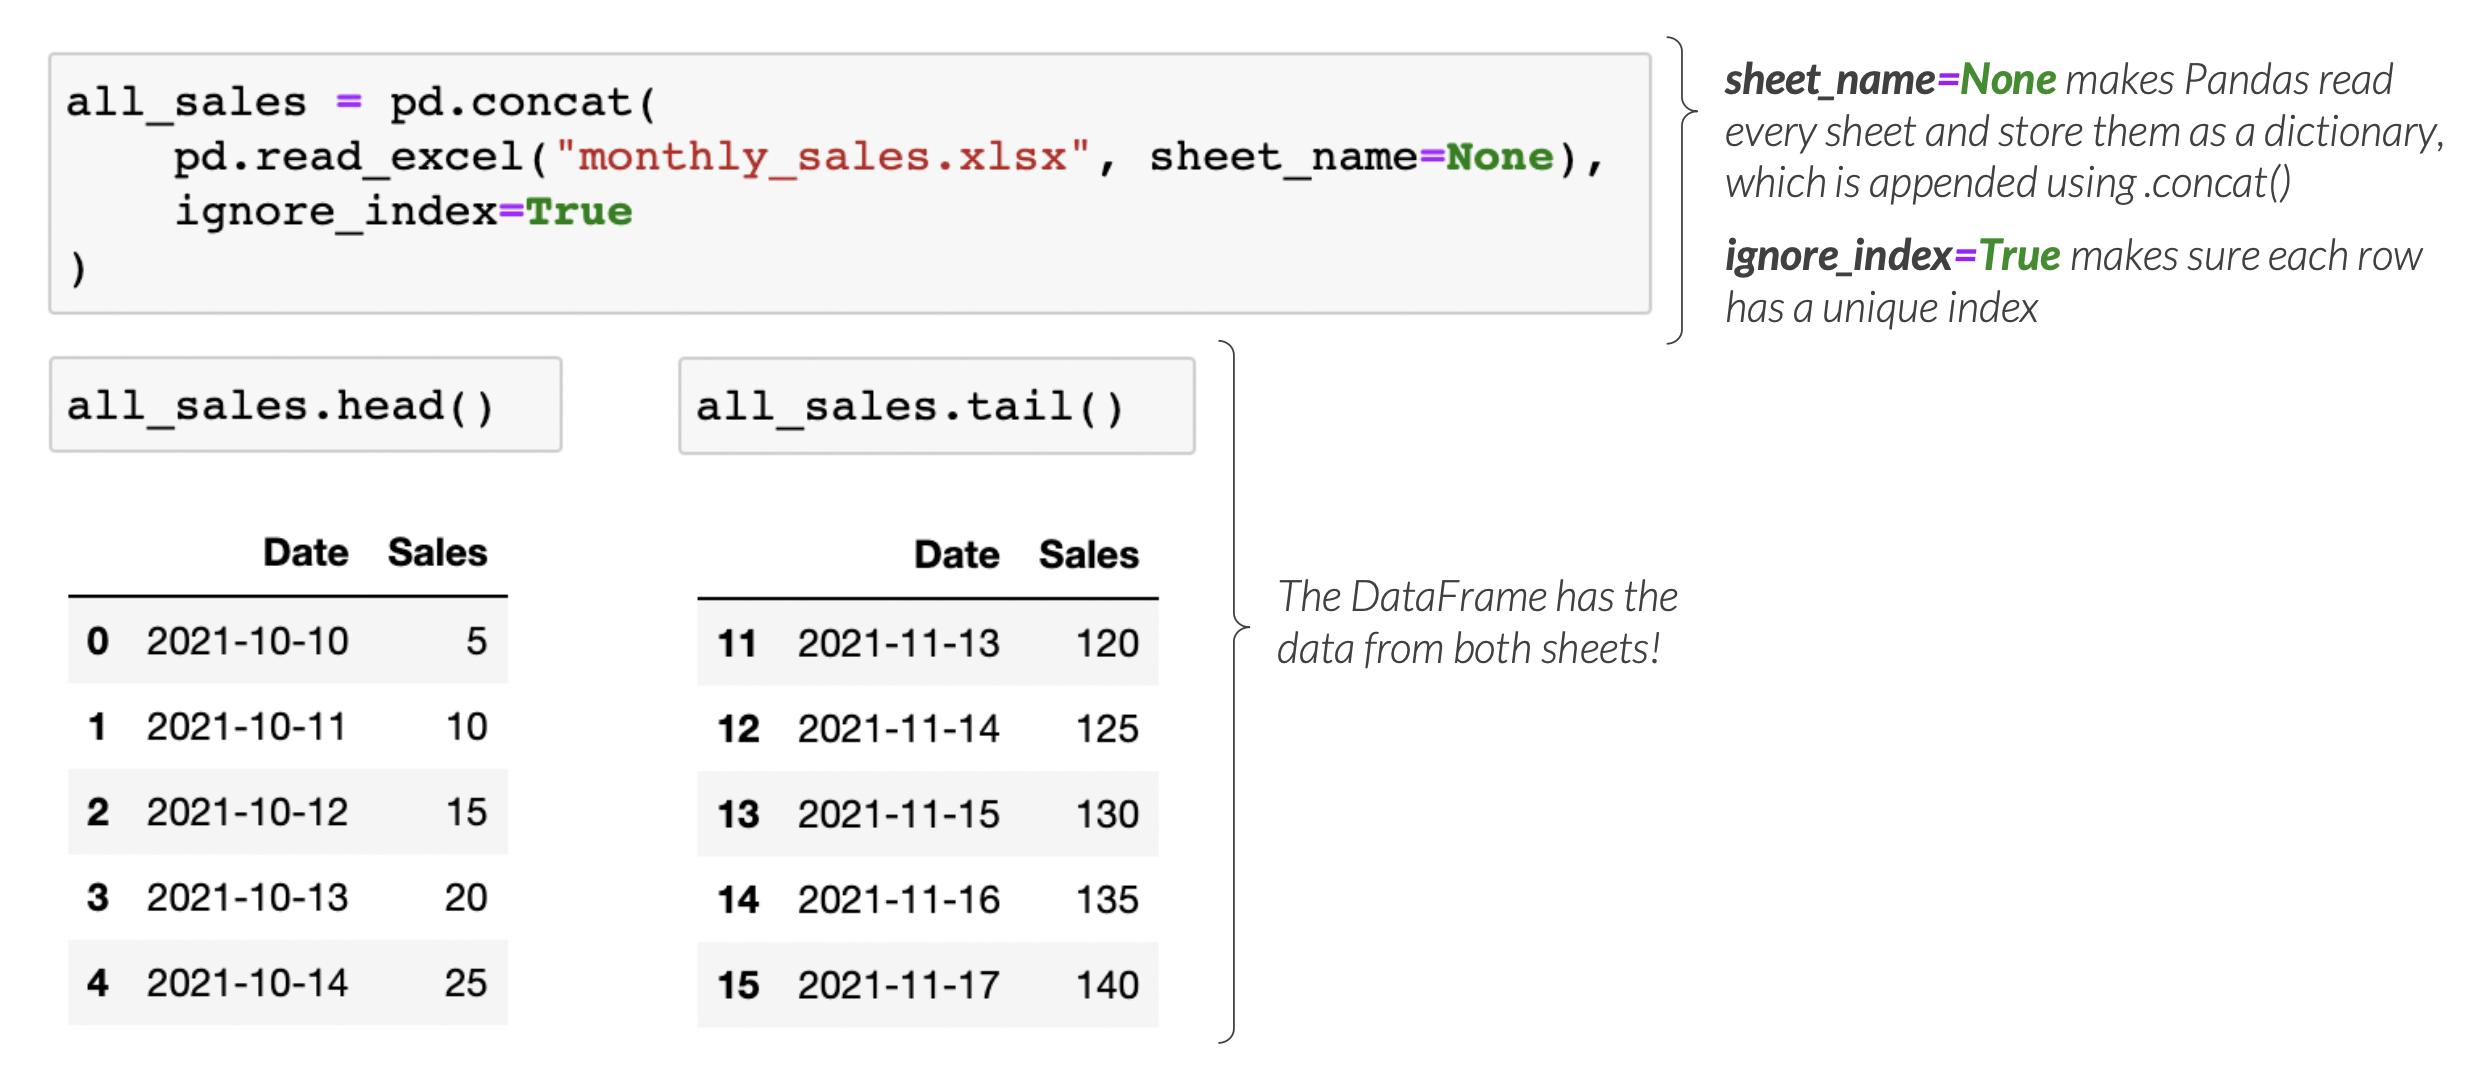 all_sales = pd.concat(
    pd.read_excel("monthly_sales.xlsx", sheet_name=None),
    ignore_index=True
)
sheet_name=None makes Pandas read
every sheet and store them as a dictionary,
which is appended using .concat()
ignore_index=True makes sure each row
has a unique index
all_sales.head()
Date Sales
0 2021-10-10 5
1 2021-10-11 10
2 2021-10-12 15
3 2021-10-13 20
4 2021-10-14 25
all_sales.tail()
Date Sales
11 2021-11-13 120
12 2021-11-14 125
13 2021-11-15 130
14 2021-11-16 135
15 2021-11-17 140
The DataFrame has the
data from both sheets!